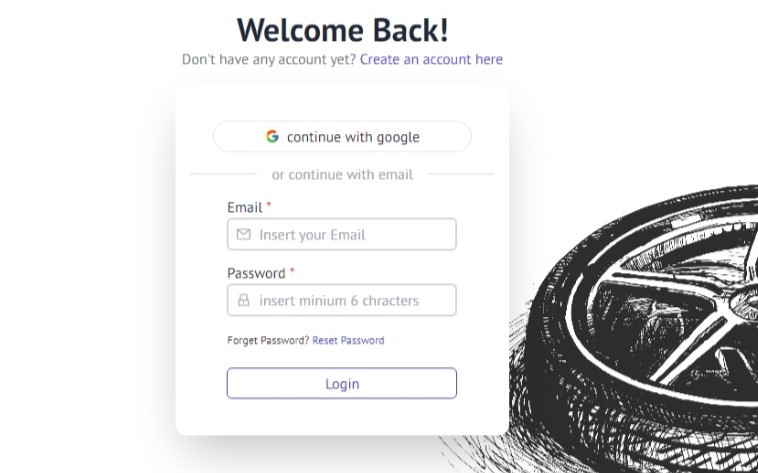 Welcome Back!
Don't have any account yet? Create an account here
continue with google
or continue with email
Email *
Insert your Email
Password *
insert minium 6 chracters
Forget Password? Reset Password
Login